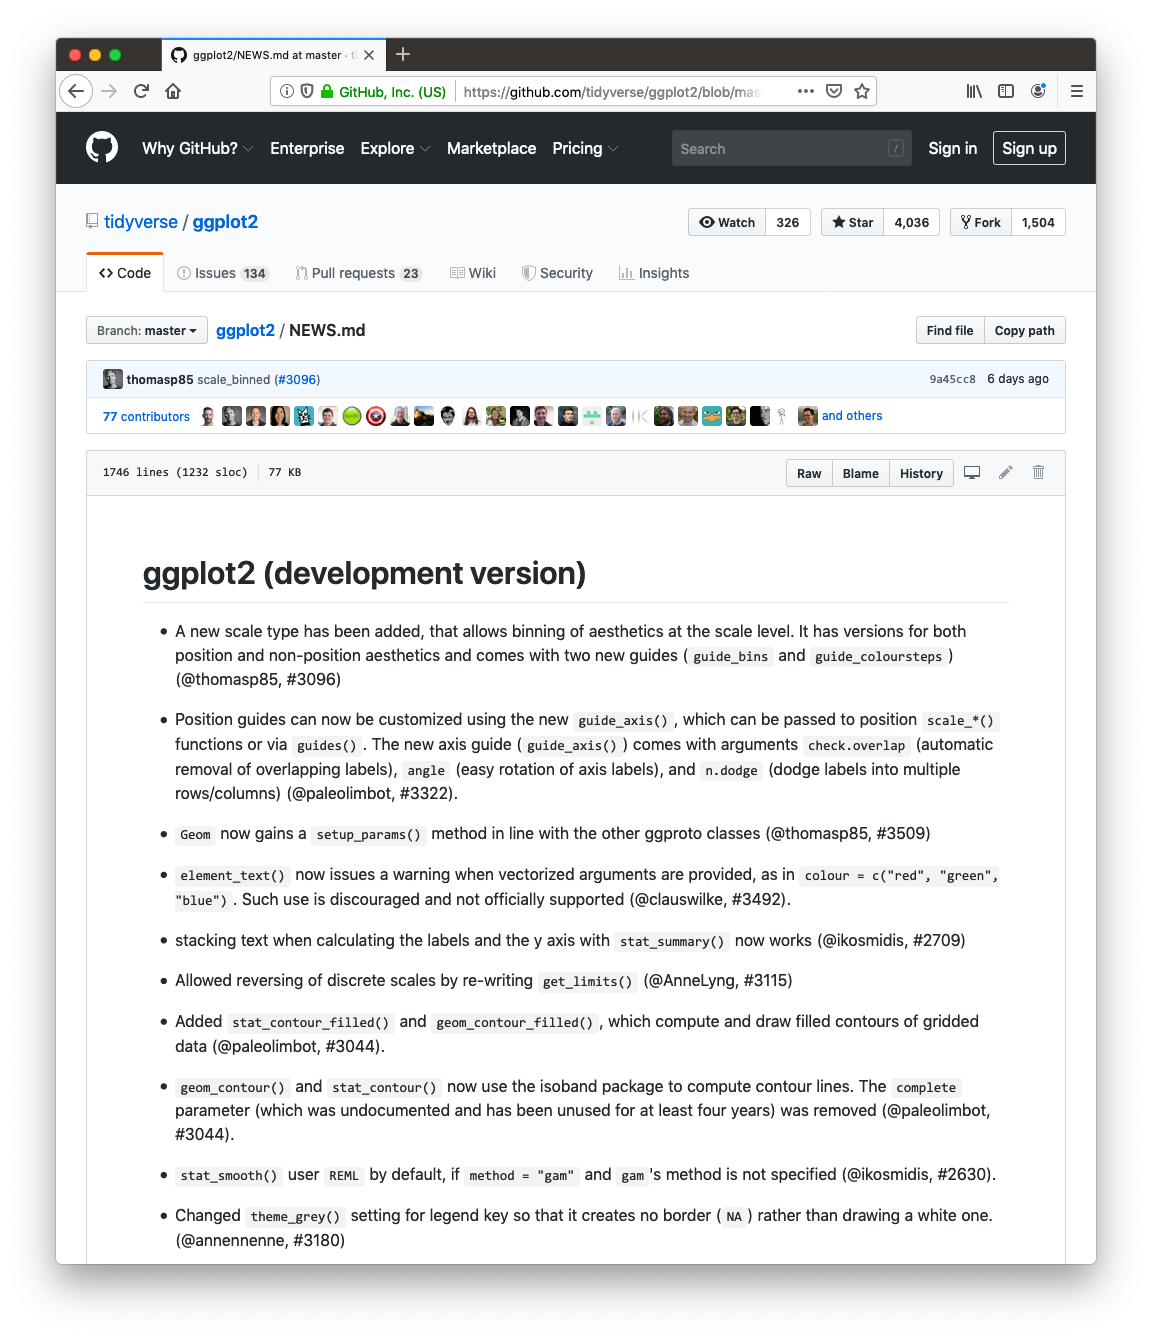 ggplot2/NEWS.md at master · ti
GitHub, Inc. (US) https://github.com/tidyverse/ggplot2/blob/mas
Why GitHub? Enterprise Explore Marketplace Pricing Search / Sign in Sign up
tidyverse / ggplot2 Watch 326 Star 4,036 Fork 1,504
Code Issues 134 Pull requests 23 Wiki Security Insights
Branch: master ggplot2 / NEWS.md Find file Copy path
thomasp85 scale_binned (#3096) 9a45cc8 6 days ago
77 contributors and others
1746 lines (1232 sloc) 77 KB Raw Blame History
ggplot2 (development version)
• A new scale type has been added, that allows binning of aesthetics at the scale level. It has versions for both
position and non-position aesthetics and comes with two new guides ( guide_bins and guide_coloursteps )
(@thomasp85, #3096)
• Position guides can now be customized using the new guide_axis() , which can be passed to position scale_*()
functions or via guides() . The new axis guide ( guide_axis() ) comes with arguments check.overlap (automatic
removal of overlapping labels), angle (easy rotation of axis labels), and n.dodge (dodge labels into multiple
rows/columns) (@paleolimbot, #3322).
• Geom now gains a setup_params() method in line with the other ggproto classes (@thomasp85, #3509)
• element_text() now issues a warning when vectorized arguments are provided, as in colour = c("red", "green",
"blue") . Such use is discouraged and not officially supported (@clauswilke, #3492).
• stacking text when calculating the labels and the y axis with stat_summary() now works (@ikosmidis, #2709)
• Allowed reversing of discrete scales by re-writing get_limits() (@AnneLyng, #3115)
• Added stat_contour_filled() and geom_contour_filled() , which compute and draw filled contours of gridded
data (@paleolimbot, #3044).
• geom_contour() and stat_contour() now use the isoband package to compute contour lines. The complete
parameter (which was undocumented and has been unused for at least four years) was removed (@paleolimbot,
#3044).
• stat_smooth() user REML by default, if method = "gam" and gam 's method is not specified (@ikosmidis, #2630).
• Changed theme_grey() setting for legend key so that it creates no border ( NA ) rather than drawing a white one.
(@annennenne, #3180)